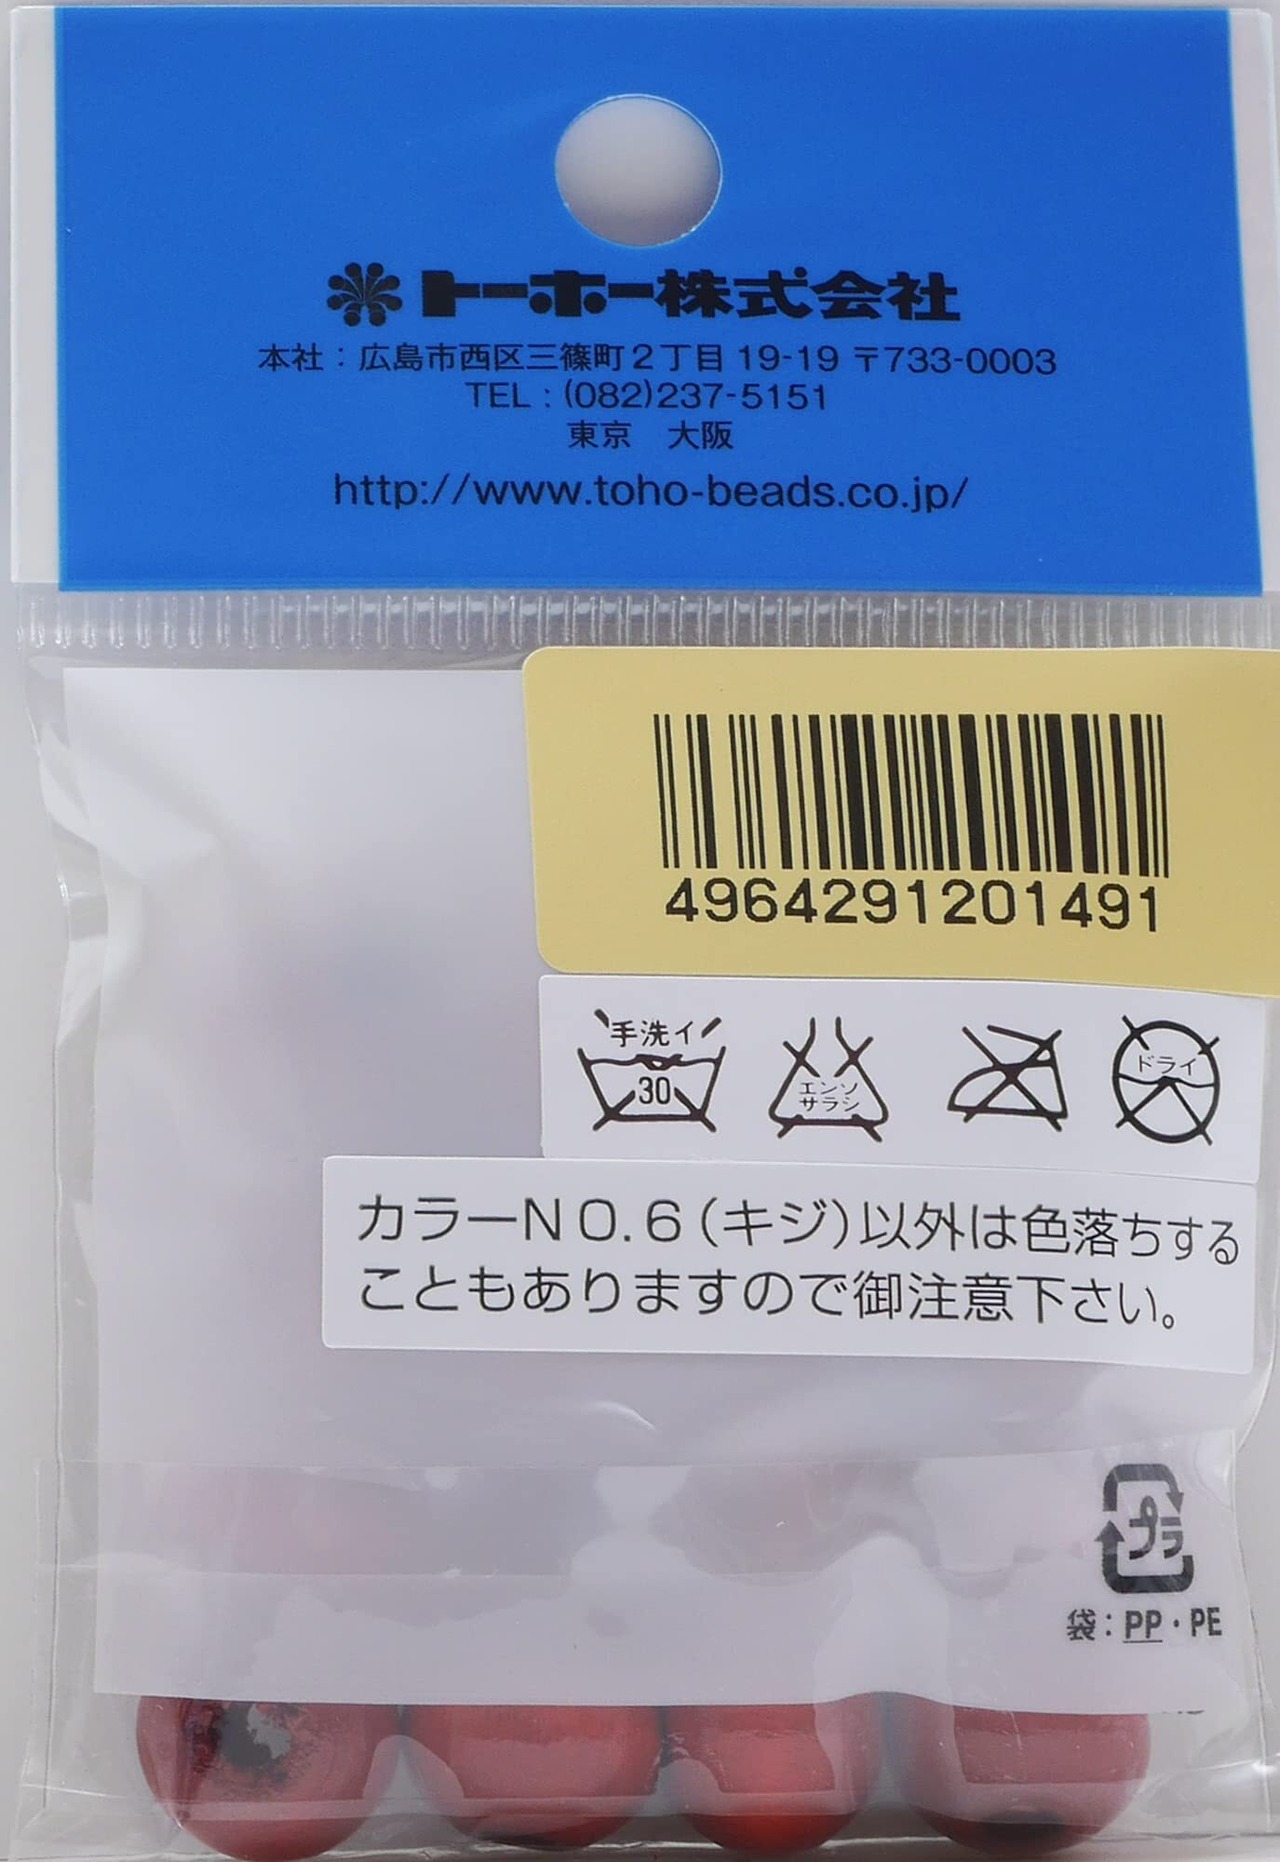 トーホー株式会社
本社：広島市西区三篠町2丁目 19-19 〒733-0003
TEL : (082)237-5151
東京　大阪
http://www.toho-beads.co.jp/
4964291201491
手洗イ
30
エンソ
サラシ
ドライ
カラーＮＯ.６（キジ）以外は色落ちする
こともありますので御注意下さい。
プラ
袋：PP・PE